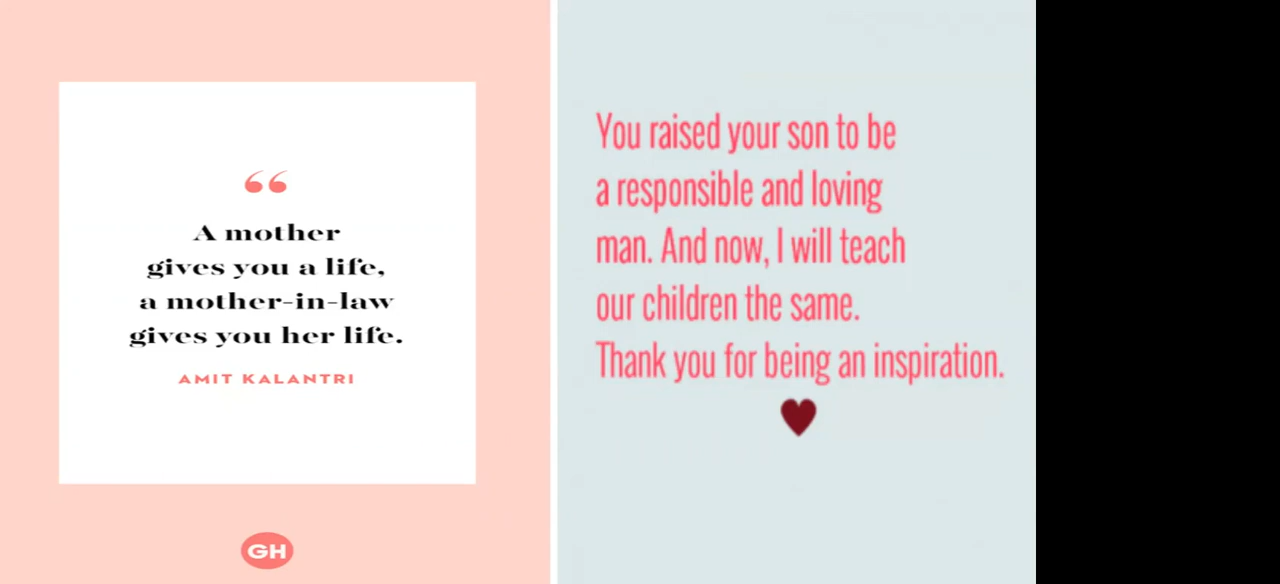 “
A mother
gives you a life,
a mother-in-law
gives you her life.
AMIT KALANTRI
GH
You raised your son to be
a responsible and loving
man. And now, I will teach
our children the same.
Thank you for being an inspiration.